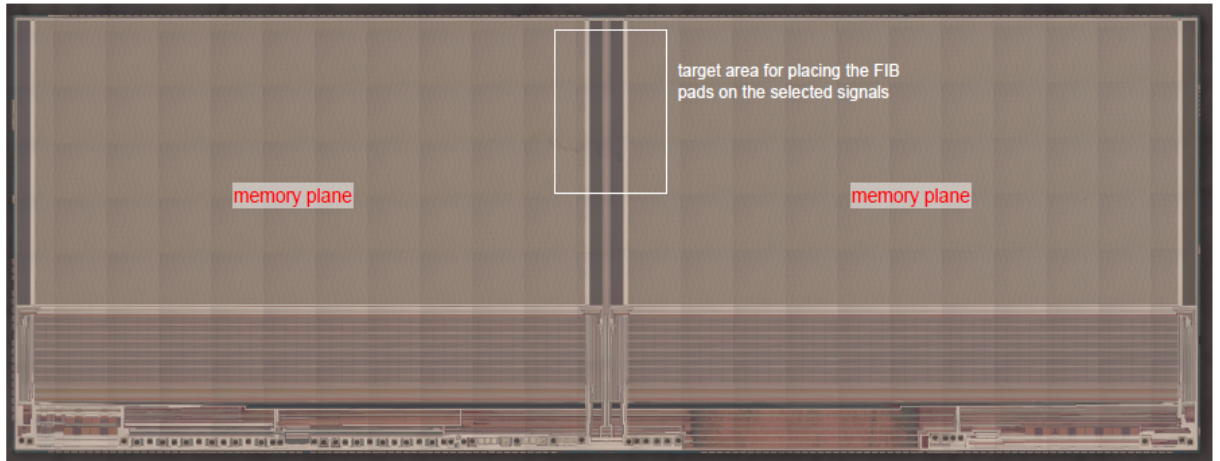 target area for placing the FIB
pads on the selected signals
memory plane
memory plane